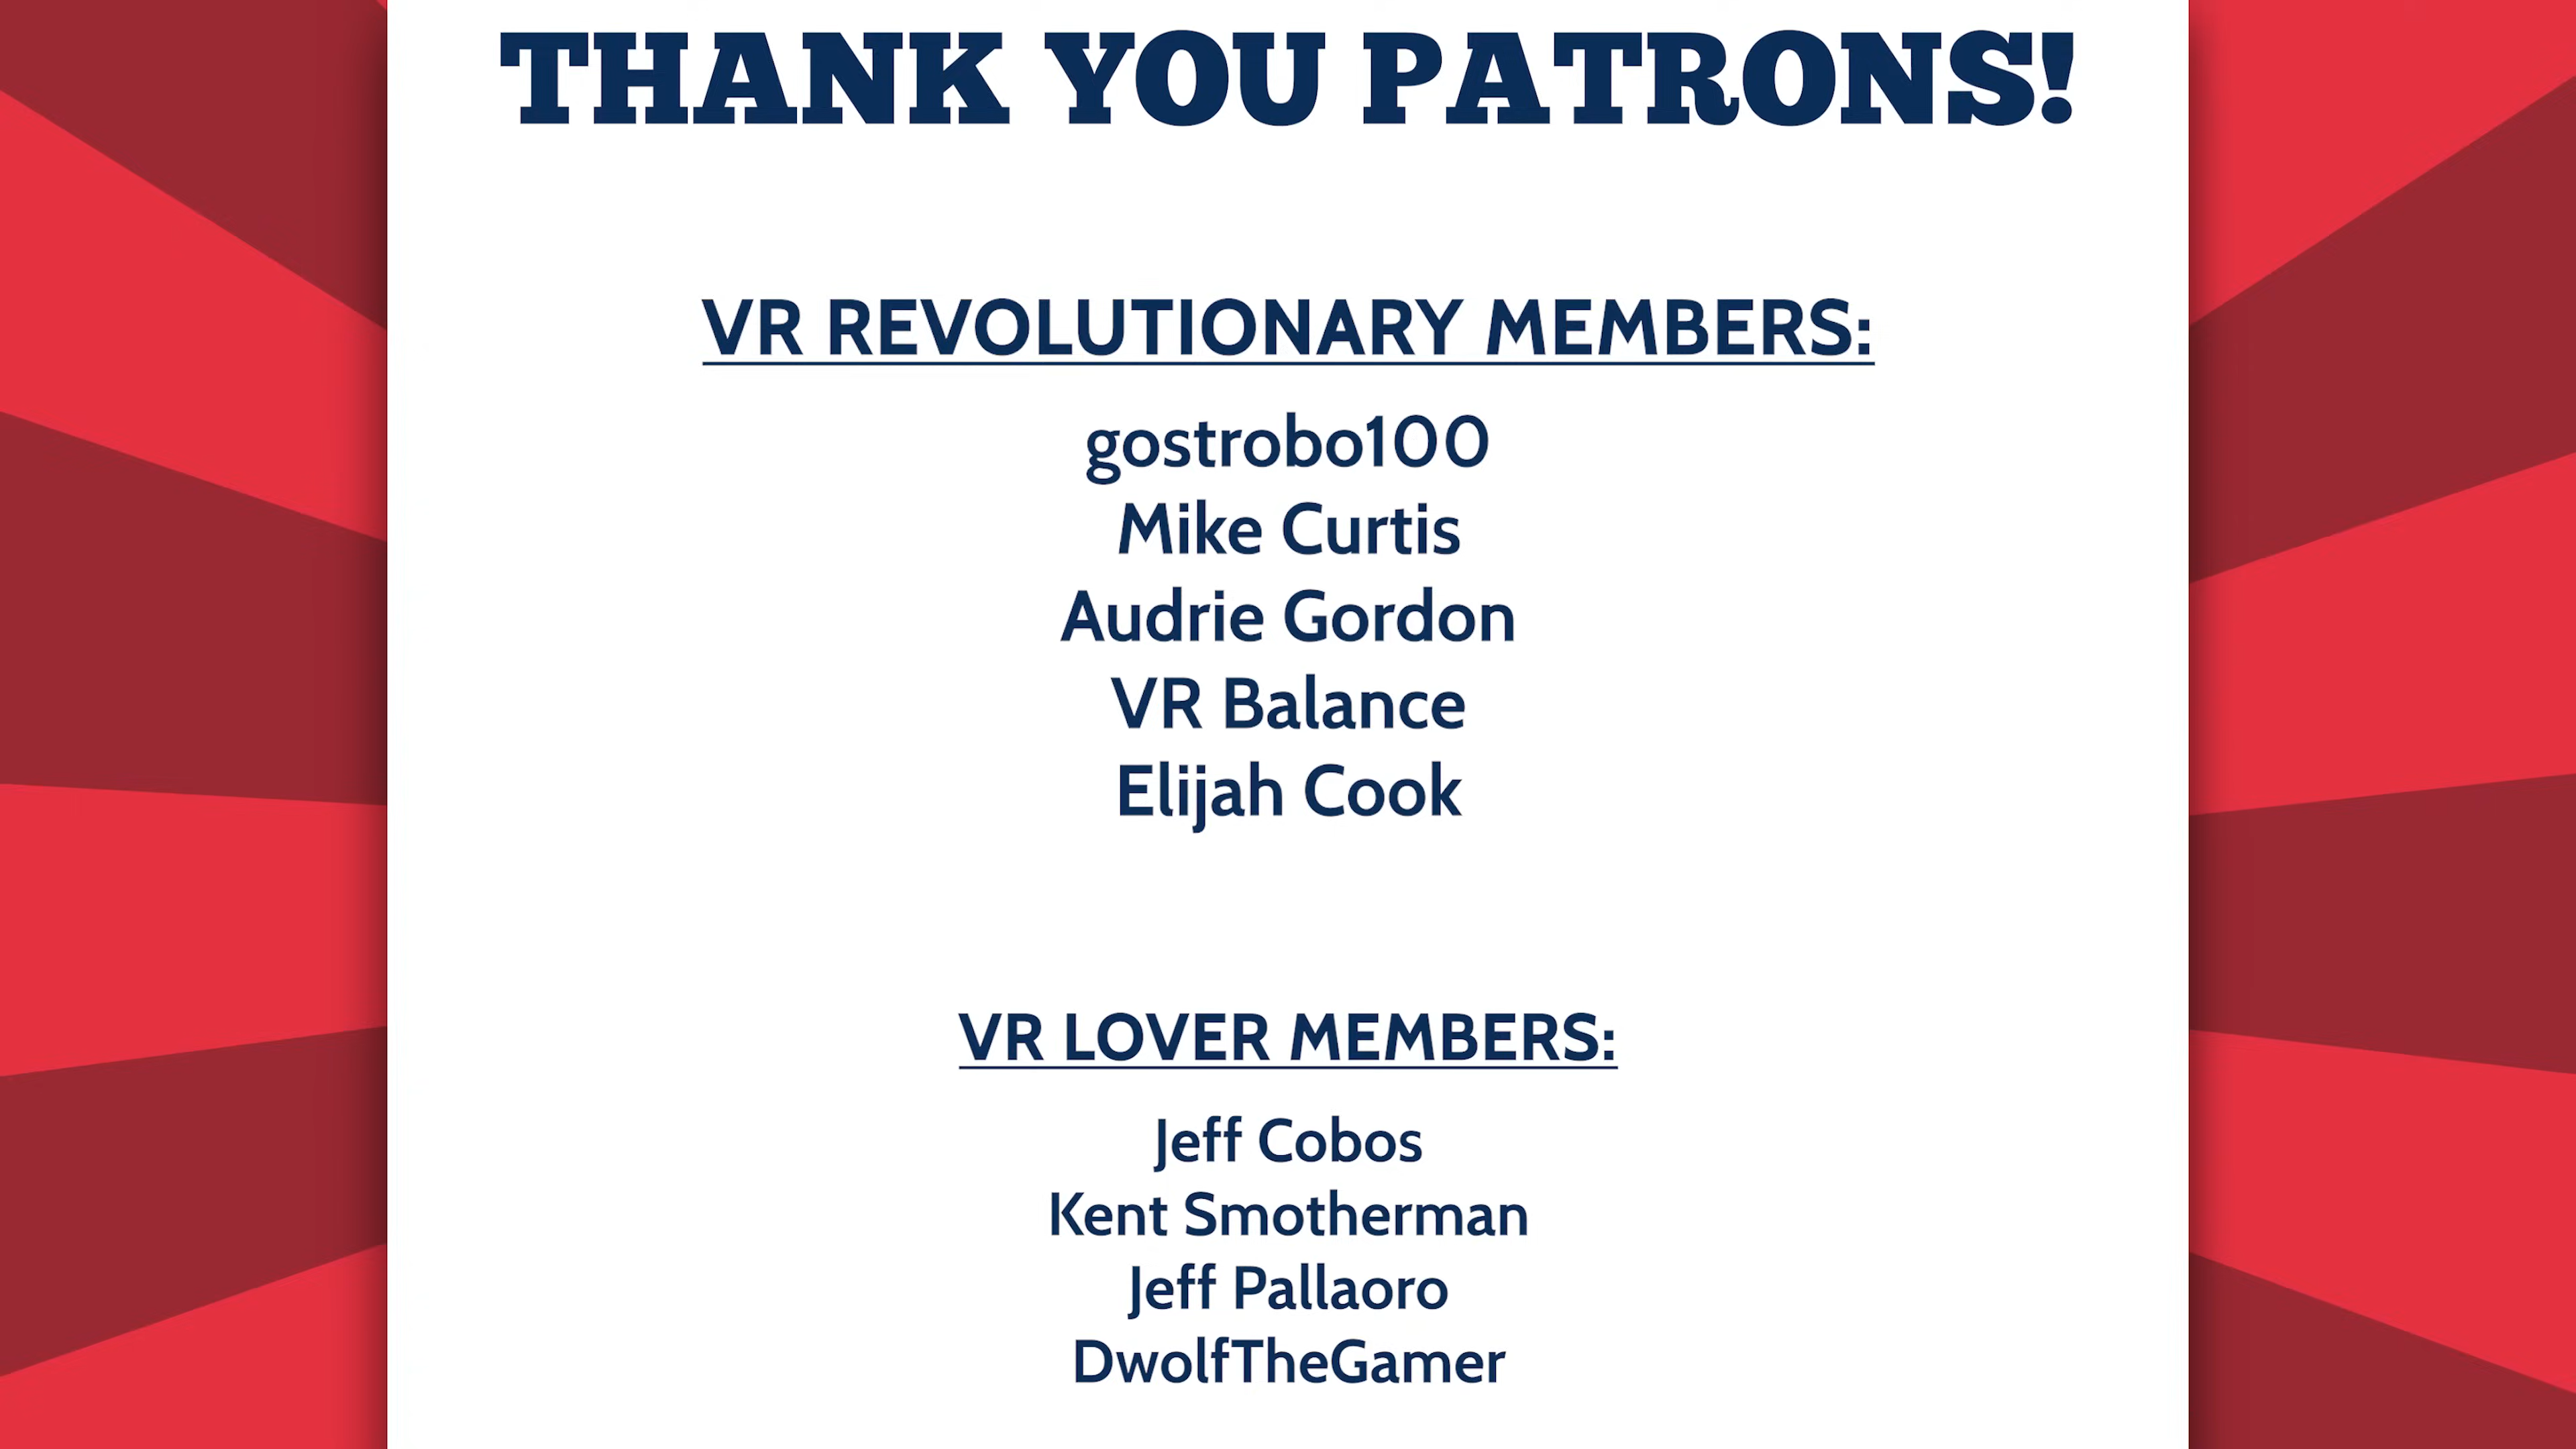 THANK YOU PATRONS!
VR REVOLUTIONARY MEMBERS:
gostrobo100
Mike Curtis
Audrie Gordon
VR Balance
Elijah Cook
VR LOVER MEMBERS:
Jeff Cobos
Kent Smotherman
Jeff Pallaoro
DwolfTheGamer